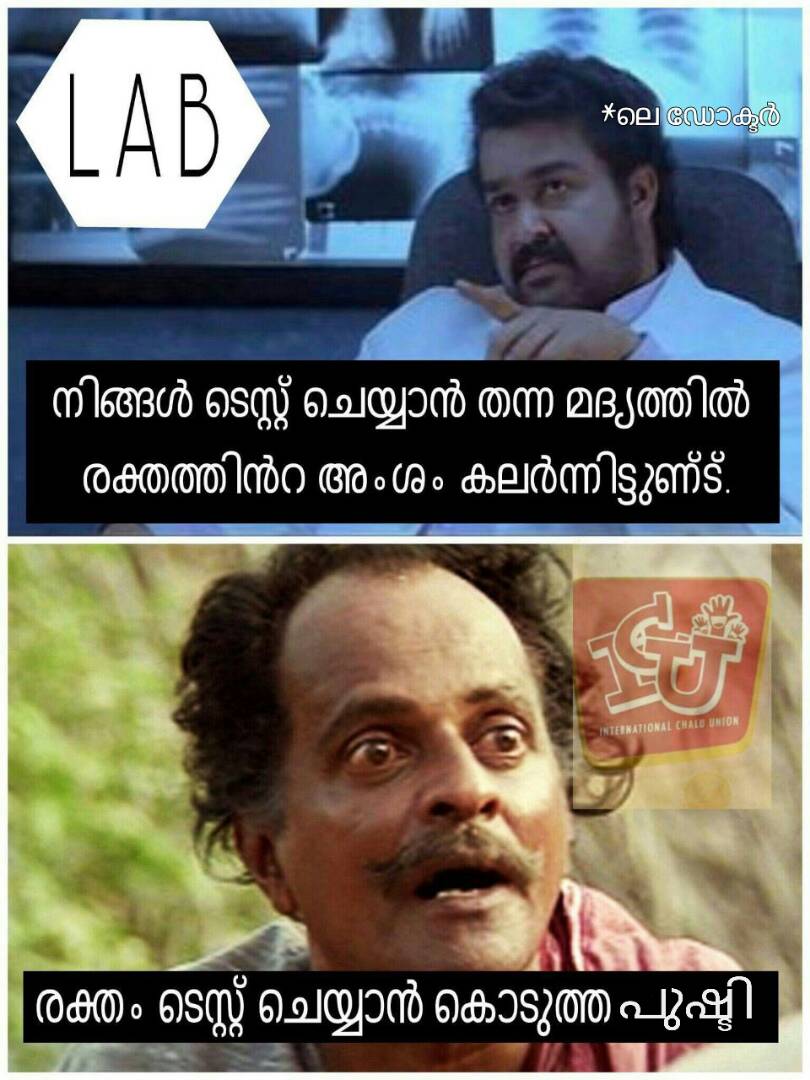 LAB
*ലെ ഡോക്ടർ
നിങ്ങൾ ടെസ്റ്റ് ചെയ്യാൻ തന്ന മദ്യത്തിൽ
രക്തത്തിൻറ അംശം കലർന്നിട്ടുണ്ട്.
ICU
INTERNATIONAL CHALU UNION
രക്തം ടെസ്റ്റ് ചെയ്യാൻ കൊടുത്ത പുഷ്ടി